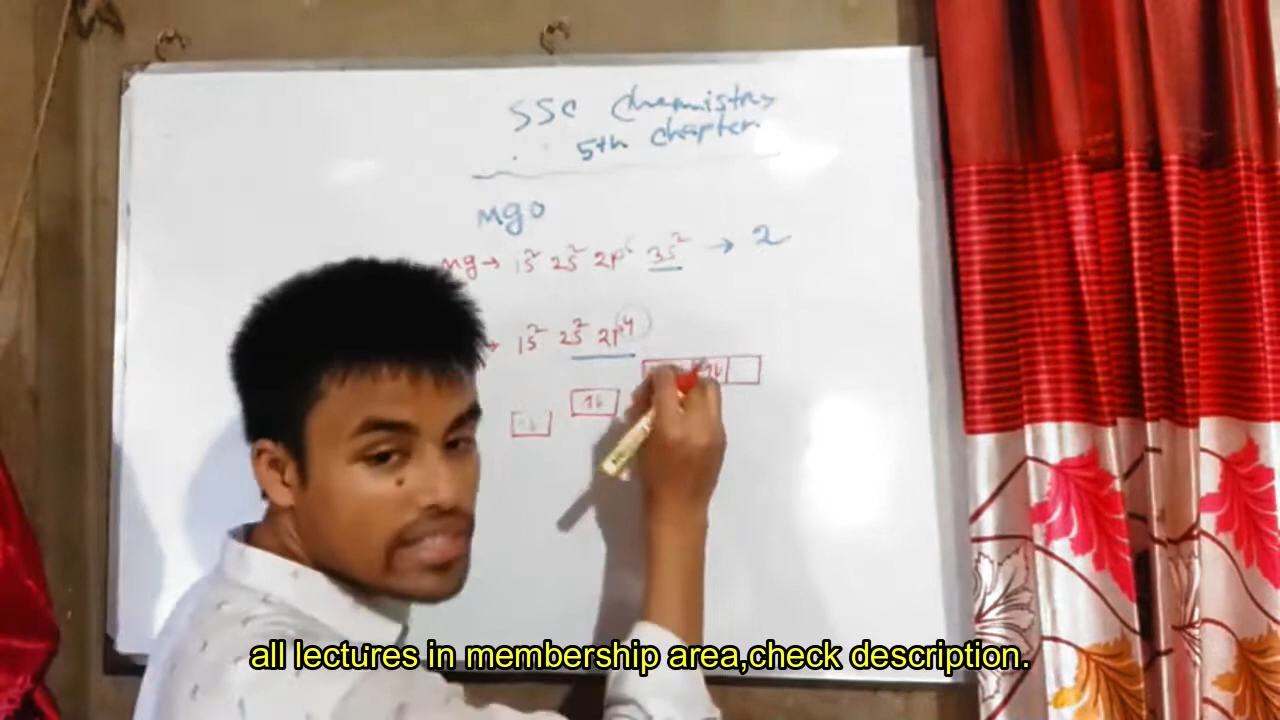 SSC Chemistry
5th chapter
MgO
Mg → 1s² 2s² 2p⁶ 3s² → 2
→ 1s² 2s² 2p⁴
all lectures in membership area,check description.